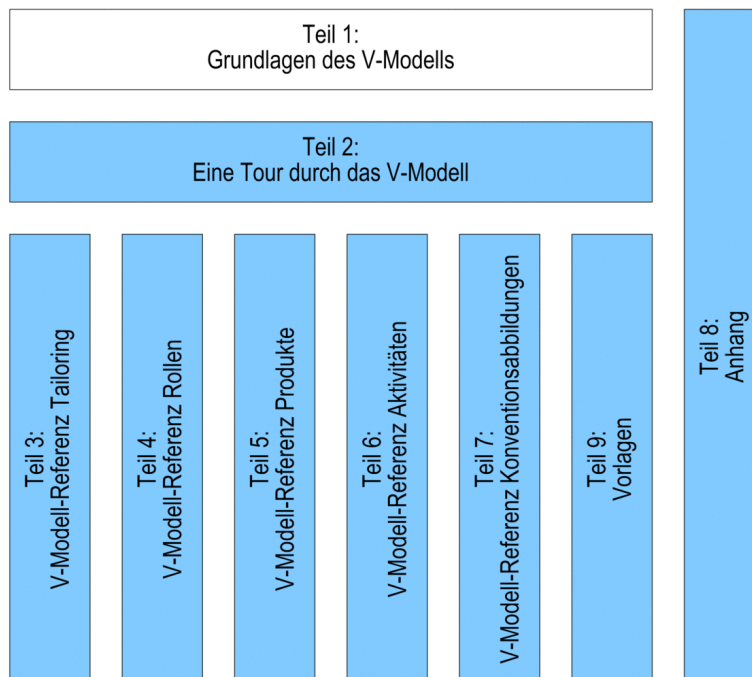 Teil 1:
Grundlagen des V-Modells
Teil 2:
Eine Tour durch das V-Modell
Teil 3:
V-Modell-Referenz Tailoring
Teil 4:
V-Modell-Referenz Rollen
Teil 5:
V-Modell-Referenz Produkte
Teil 6:
V-Modell-Referenz Aktivitäten
Teil 7:
V-Modell-Referenz Konventionsabbildungen
Teil 9:
Vorlagen
Teil 8:
Anhang